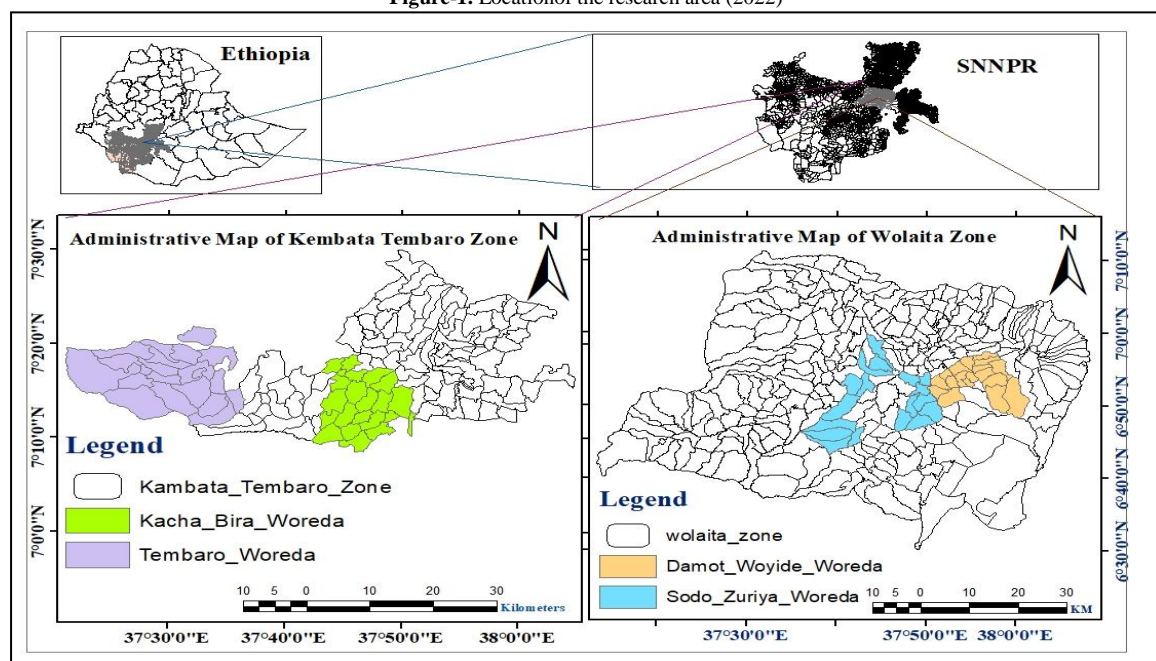 Figure-1. Locationof the research area (2022)
Ethiopia
SNNPR
Administrative Map of Kembata Tembaro Zone
N
7°30'0"N
7°20'0"N
7°10'0"N
7°0'0"N
Legend
Kambata_Tembaro_Zone
Kacha_Bira_Woreda
Tembaro_Woreda
10 5 0 10 20 30
Kilometers
37°30'0"E 37°40'0"E 37°50'0"E 38°0'0"E
Administrative Map of Wolaita Zone
N
7°10'0"N
7°0'0"N
6°50'0"N
6°40'0"N
6°30'0"N
Legend
wolaita_zone
Damot_Woyide_Woreda
Sodo_Zuriya_Woreda
10 5 0 10 20 30
KM
37°30'0"E 37°50'0"E 38°0'0"E